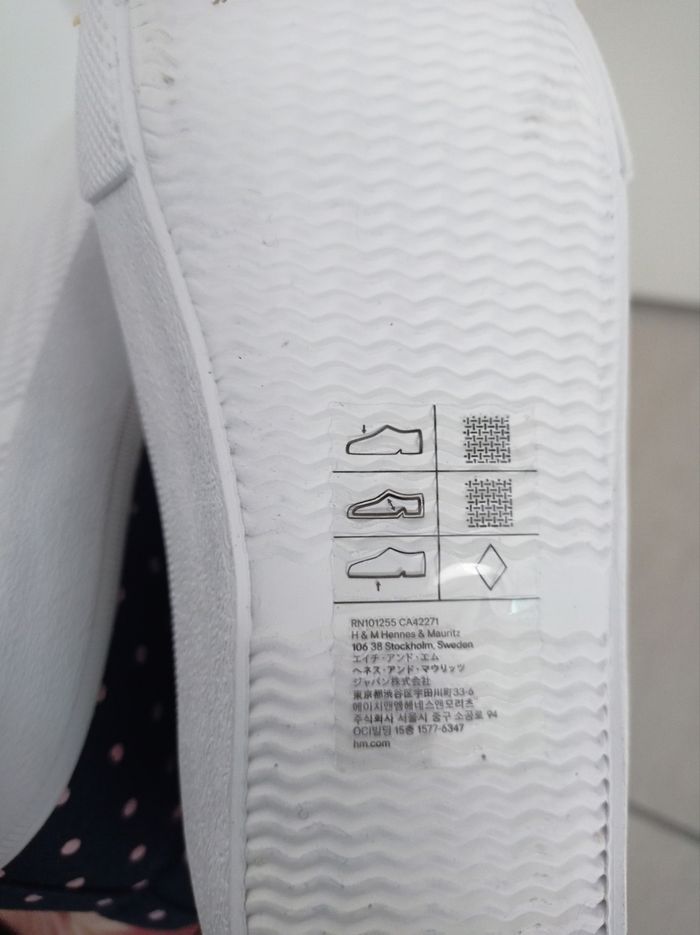 RN101255 CA42271
H & M Hennes & Mauritz
106 38 Stockholm, Sweden
エイチ・アンド・エム
ヘネス・アンド・マウリッツ
ジャパン株式会社
東京都渋谷区宇田川町33-6
에이치앤엠헤네스앤모리츠
주식회사 서울시 중구 소공로 94
OCI빌딩 15층 1577-6347
hm.com